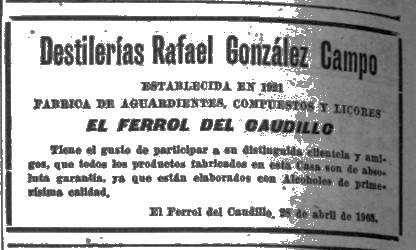 Destilerías Rafael González Campo
ESTABLECIDA EN 1921
FABRICA DE AGUARDIENTES, COMPUESTOS Y LICORES
EL FERROL DEL CAUDILLO
Tiene el gusto de participar a su distinguida clientela y ami-
gos, que todos los productos fabricados en esta Casa son de abso-
luta garantía, ya que están elaborados con Alcoholes de prime-
rísima calidad.
El Ferrol del Caudillo, de abril de 1963.